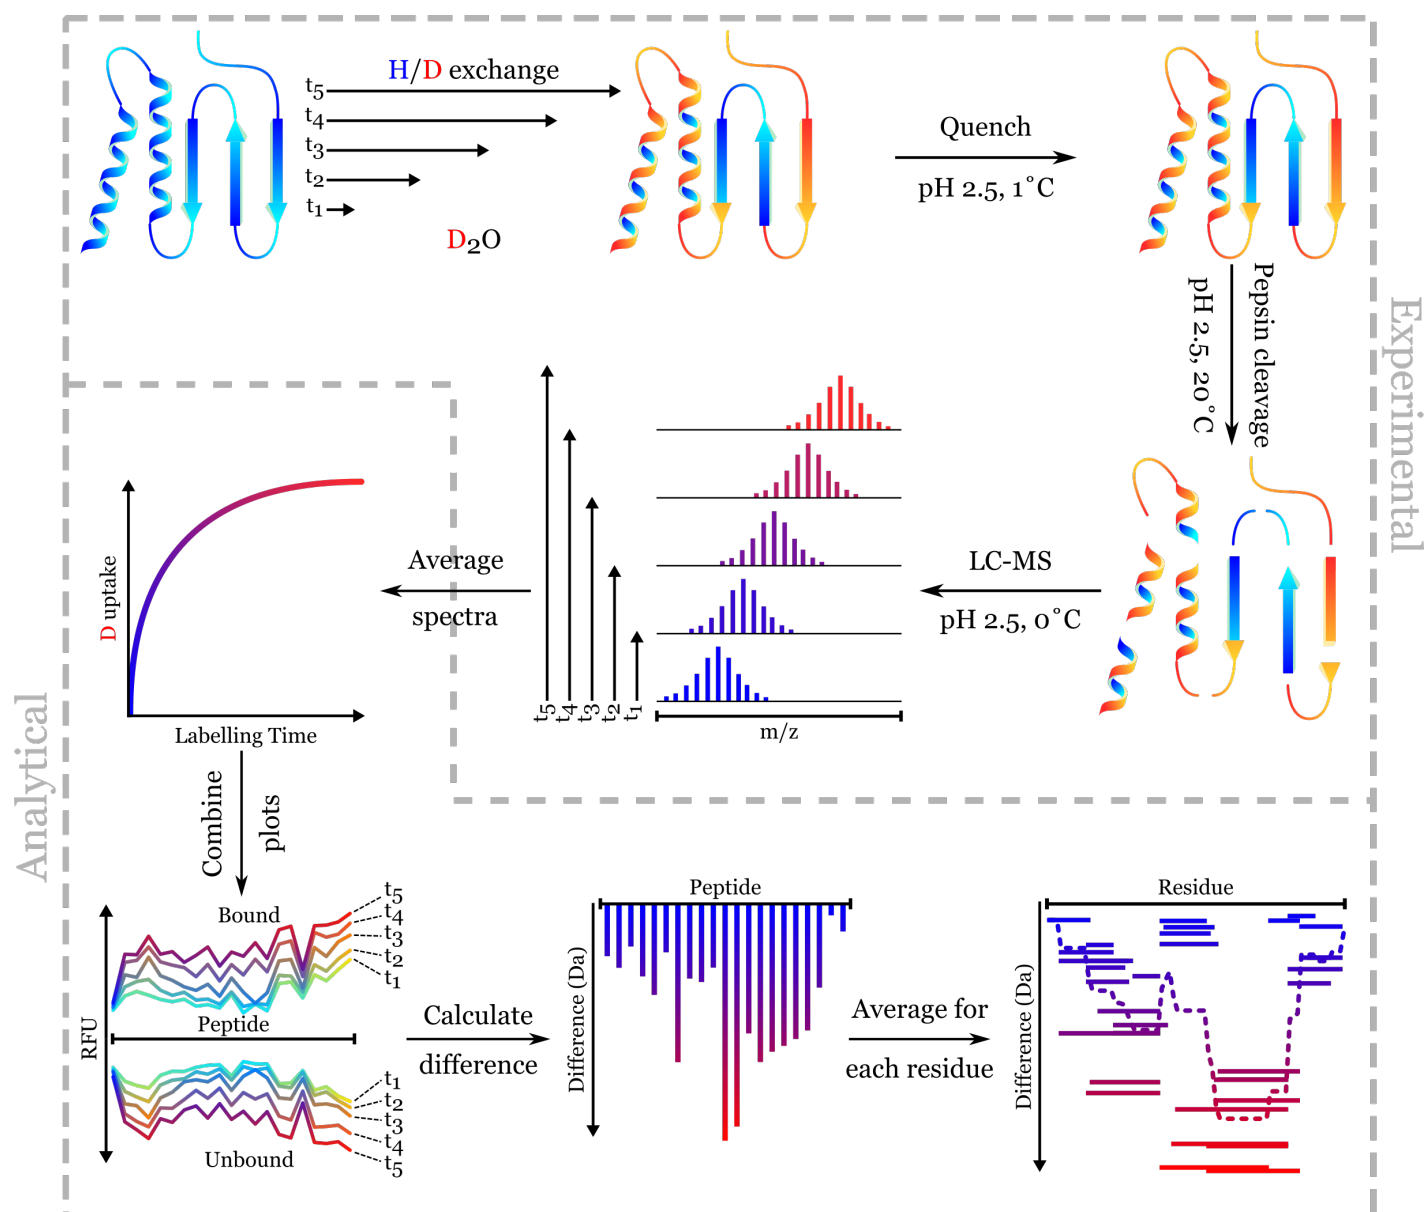 H/D exchange
t5
t4
t3
t2
t1
D2O
Quench
pH 2.5, 1°C
Experimental
Pepsin cleavage
pH 2.5, 20°C
LC-MS
pH 2.5, 0°C
t5
t4
t3
t2
t1
m/z
Average
spectra
D uptake
Labelling Time
Analytical
Combine
plots
RFU
Bound
t5
t4
t3
t2
t1
Peptide
t1
t2
t3
t4
t5
Unbound
Calculate
difference
Peptide
Difference (Da)
Average for
each residue
Residue
Difference (Da)